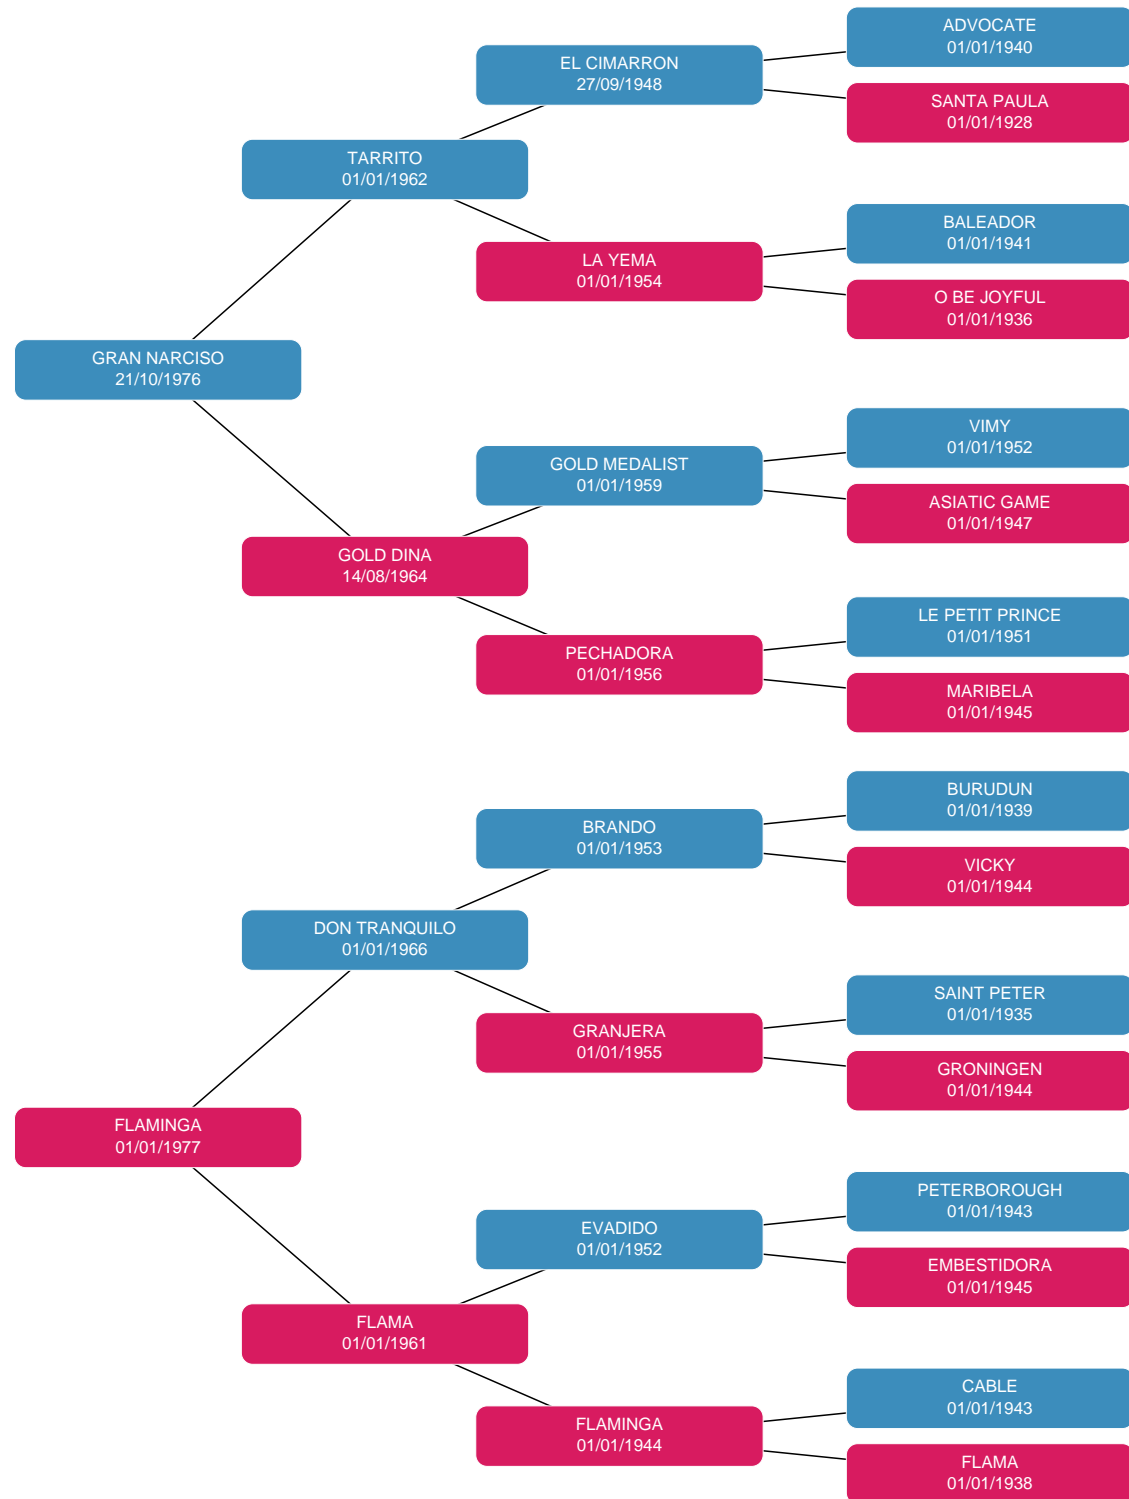 ADVOCATE
01/01/1940
EL CIMARRON
27/09/1948
SANTA PAULA
01/01/1928
TARRITO
01/01/1962
BALEADOR
01/01/1941
LA YEMA
01/01/1954
O BE JOYFUL
01/01/1936
GRAN NARCISO
21/10/1976
VIMY
01/01/1952
GOLD MEDALIST
01/01/1959
ASIATIC GAME
01/01/1947
GOLD DINA
14/08/1964
LE PETIT PRINCE
01/01/1951
PECHADORA
01/01/1956
MARIBELA
01/01/1945
BURUDUN
01/01/1939
BRANDO
01/01/1953
VICKY
01/01/1944
DON TRANQUILO
01/01/1966
SAINT PETER
01/01/1935
GRANJERA
01/01/1955
GRONINGEN
01/01/1944
FLAMINGA
01/01/1977
PETERBOROUGH
01/01/1943
EVADIDO
01/01/1952
EMBESTIDORA
01/01/1945
FLAMA
01/01/1961
CABLE
01/01/1943
FLAMINGA
01/01/1944
FLAMA
01/01/1938